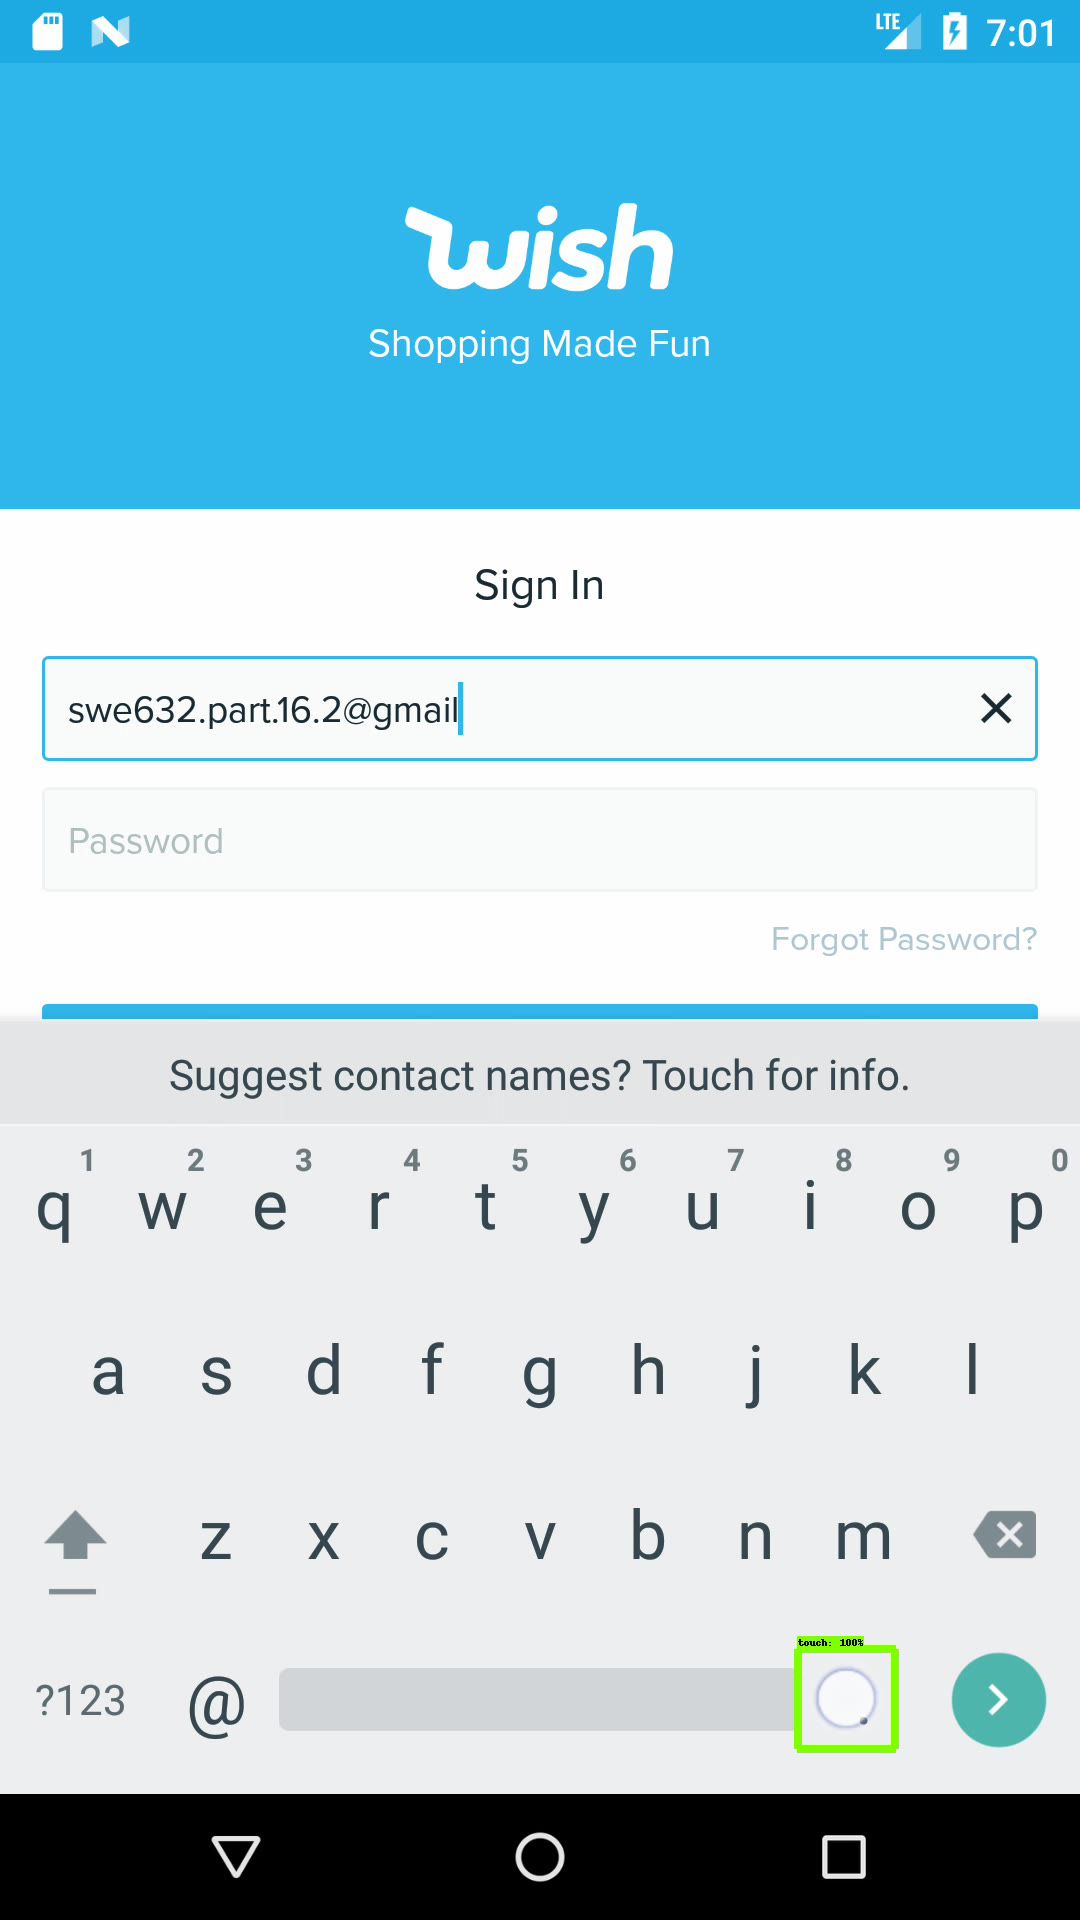 LTE 7:01
wish
Shopping Made Fun
Sign In
swe632.part.16.2@gmail
Password
Forgot Password?
Suggest contact names? Touch for info.
1 2 3 4 5 6 7 8 9 0
q w e r t y u i o p
a s d f g h j k l
z x c v b n m
touch: 100%
?123 @